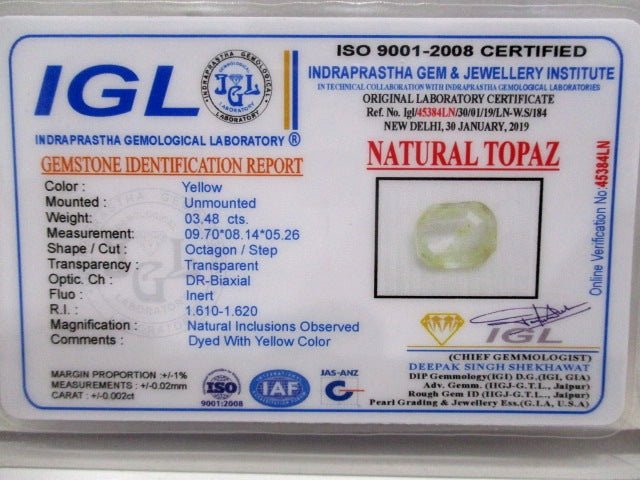 IGL
INDRAPRASTHA GEMOLOGICAL LABORATORY
JGL
INDRAPRASTHA GEMOLOGICAL LABORATORY ®
GEMSTONE IDENTIFICATION REPORT
Color : Yellow
Mounted : Unmounted
Weight: 03.48 cts.
Measurement: 09.70*08.14*05.26
Shape / Cut : Octagon / Step
Transparency : Transparent
Optic. Ch : DR-Biaxial
Fluo : Inert
R.I. : 1.610-1.620
Magnification : Natural Inclusions Observed
Comments : Dyed With Yellow Color
MARGIN PROPORTION :+/-1%
MEASUREMENTS : +/-0.02mm
CARAT : +/-0.002ct
ISO
9001:2008
IAF
JAS-ANZ
ISO 9001-2008 CERTIFIED
INDRAPRASTHA GEM & JEWELLERY INSTITUTE
IN TECHNICAL COLLABORATION WITH INDRAPRASTHA GEMOLOGICAL LABORATORIES
ORIGINAL LABORATORY CERTIFICATE
Ref. No. Igl/45384LN/30/01/19/LN-W.S/184
NEW DELHI, 30 JANUARY, 2019
NATURAL TOPAZ
Online Verification No:45384LN
IGL
(CHIEF GEMMOLOGIST)
DEEPAK SINGH SHEKHAWAT
DIP Gemmology(IGI) D.G.(IGL, GIA)
Adv. Gemm. (IIGJ-G.T.L., Jaipur)
Rough Gem ID (IIGJ-G.T.L., Jaipur)
Pearl Grading & Jewellery Ess.(G.I.A, U.S.A)